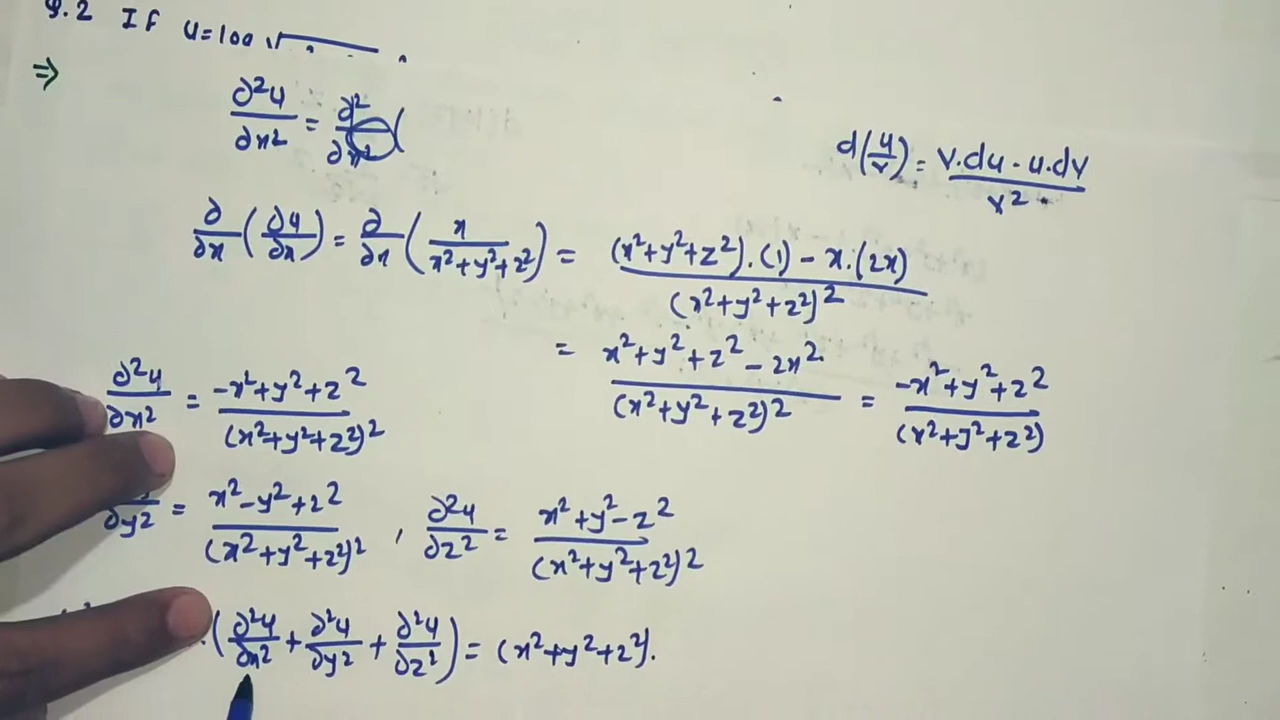 Q.2 If u=log √
⇒
∂²u/∂x² = ∂²/∂x² (
d(u/v) = v.du - u.dv / v²
∂/∂x (∂u/∂x) = ∂/∂x (x / x²+y²+z²) = (x²+y²+z²).(1) - x.(2x) / (x²+y²+z²)²
= x²+y²+z² - 2x² / (x²+y²+z²)² = -x²+y²+z² / (x²+y²+z²)
∂²u/∂x² = -x²+y²+z² / (x²+y²+z²)²
∂y² = x²-y²+z² / (x²+y²+z²)² , ∂²u/∂z² = x²+y²-z² / (x²+y²+z²)²
.(∂²u/∂x² + ∂²u/∂y² + ∂²u/∂z²) = (x²+y²+z²).